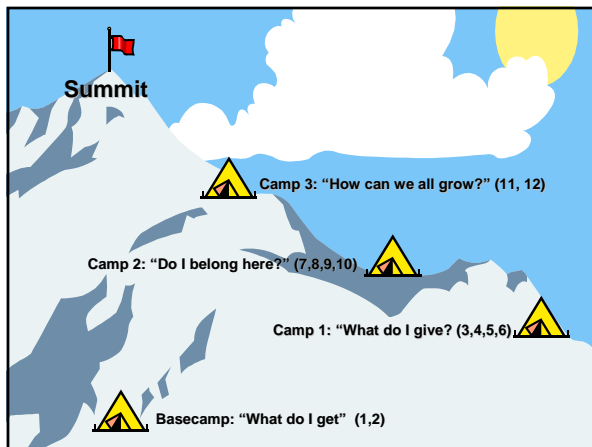 Summit
Camp 3: “How can we all grow?” (11, 12)
Camp 2: “Do I belong here?” (7,8,9,10)
Camp 1: “What do I give? (3,4,5,6)
Basecamp: “What do I get” (1,2)